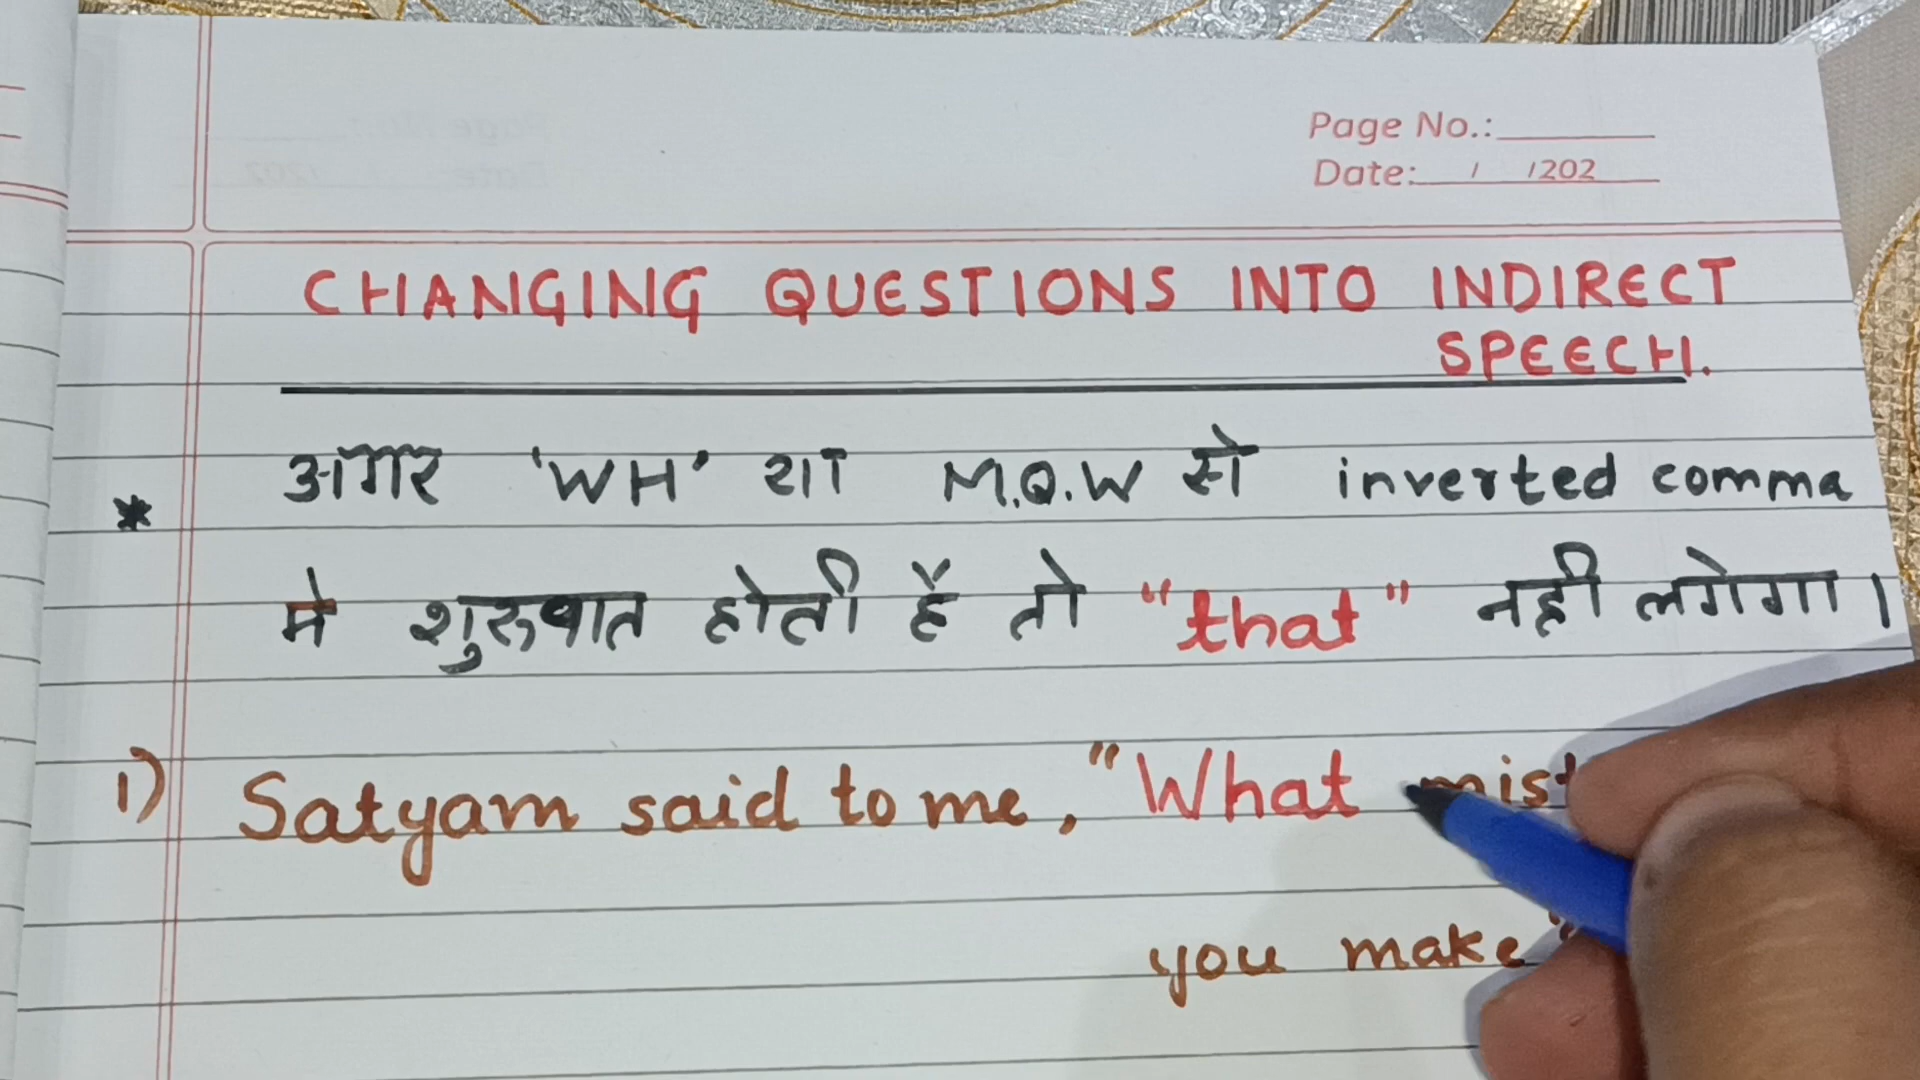 Page No.:
Date: / /202
CHANGING QUESTIONS INTO INDIRECT
SPEECH.
* अगर 'WH' या M.Q.W से inverted comma
मे शुरुवात होती हैं तो "that" नही लगेगा।
1) Satyam said to me, "What
you make"